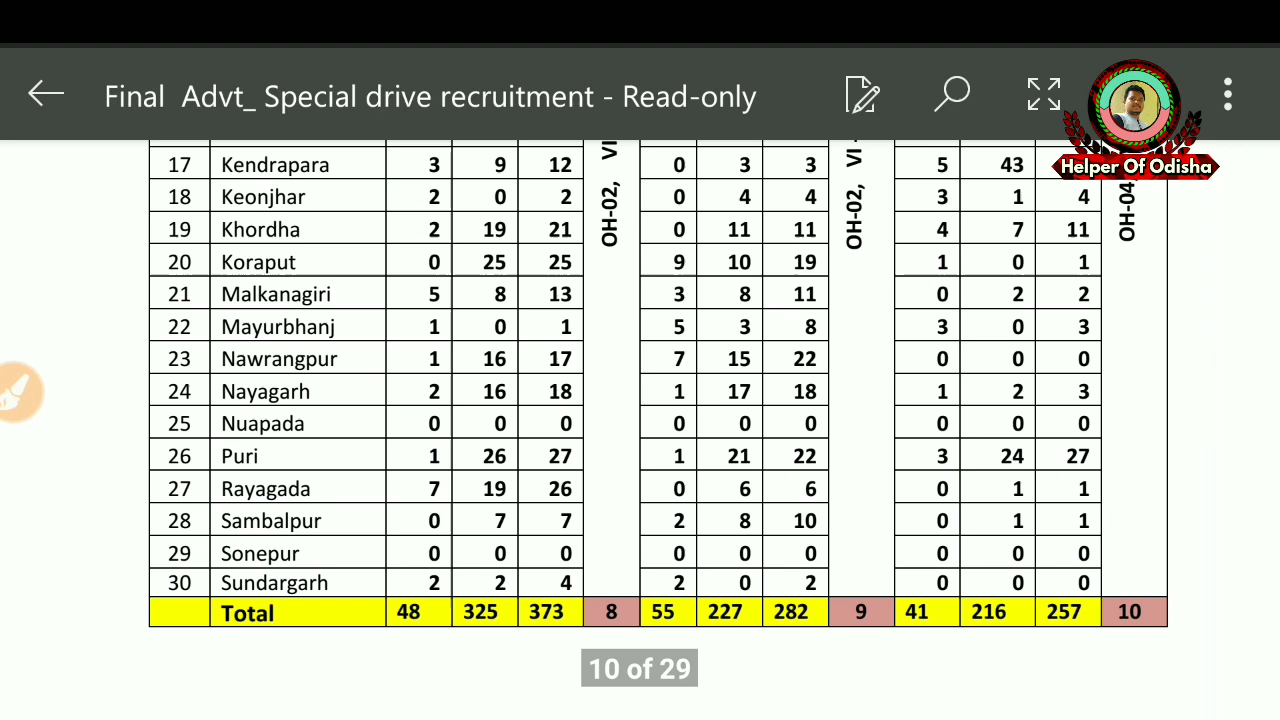 Final Advt_ Special drive recruitment - Read-only
Helper Of Odisha
17 Kendrapara 3 9 12 0 3 3 5 43
18 Keonjhar 2 0 2 0 4 4 3 1 4
19 Khordha 2 19 21 0 11 11 4 7 11
20 Koraput 0 25 25 9 10 19 1 0 1
21 Malkanagiri 5 8 13 3 8 11 0 2 2
22 Mayurbhanj 1 0 1 5 3 8 3 0 3
23 Nawrangpur 1 16 17 7 15 22 0 0 0
24 Nayagarh 2 16 18 1 17 18 1 2 3
25 Nuapada 0 0 0 0 0 0 0 0 0
26 Puri 1 26 27 1 21 22 3 24 27
27 Rayagada 7 19 26 0 6 6 0 1 1
28 Sambalpur 0 7 7 2 8 10 0 1 1
29 Sonepur 0 0 0 0 0 0 0 0 0
30 Sundargarh 2 2 4 2 0 2 0 0 0
Total 48 325 373 8 55 227 282 9 41 216 257 10
OH-02, VI
OH-02, VI
OH-04
10 of 29